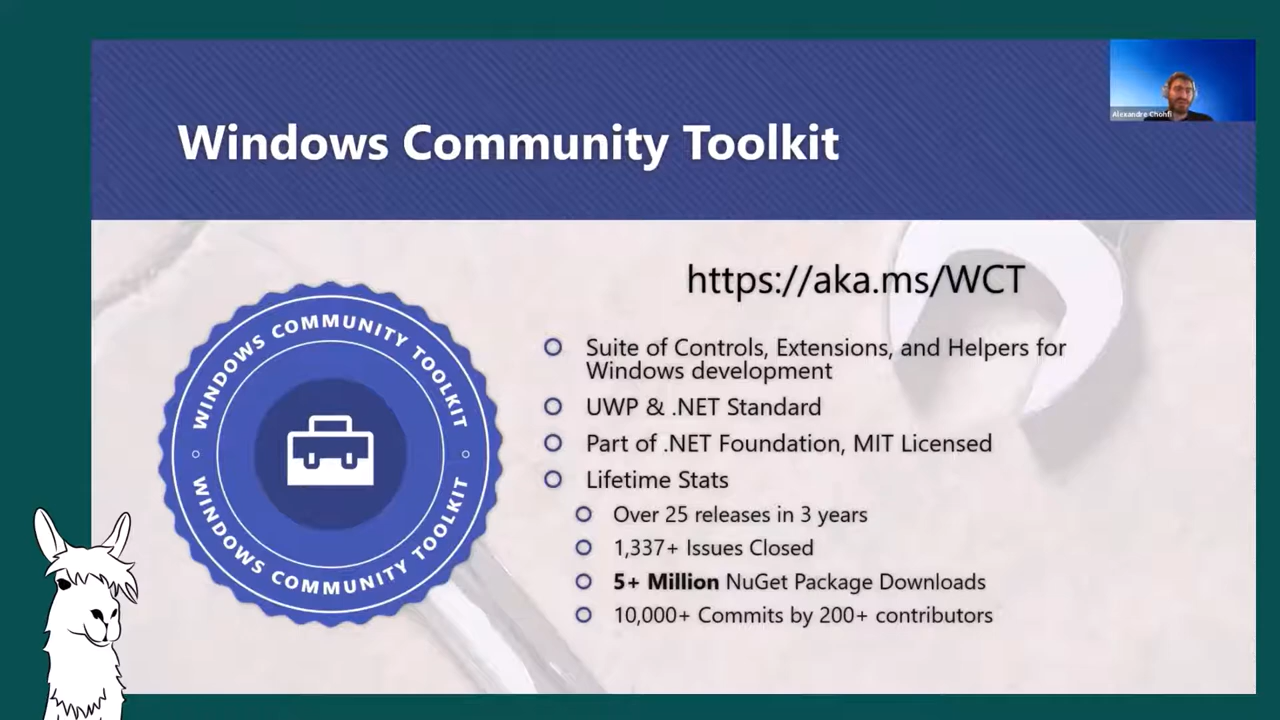 Windows Community Toolkit
Alexandre Chohfi
https://aka.ms/WCT
WINDOWS COMMUNITY TOOLKIT
WINDOWS COMMUNITY TOOLKIT
Suite of Controls, Extensions, and Helpers for
Windows development
UWP & .NET Standard
Part of .NET Foundation, MIT Licensed
Lifetime Stats
Over 25 releases in 3 years
1,337+ Issues Closed
5+ Million NuGet Package Downloads
10,000+ Commits by 200+ contributors